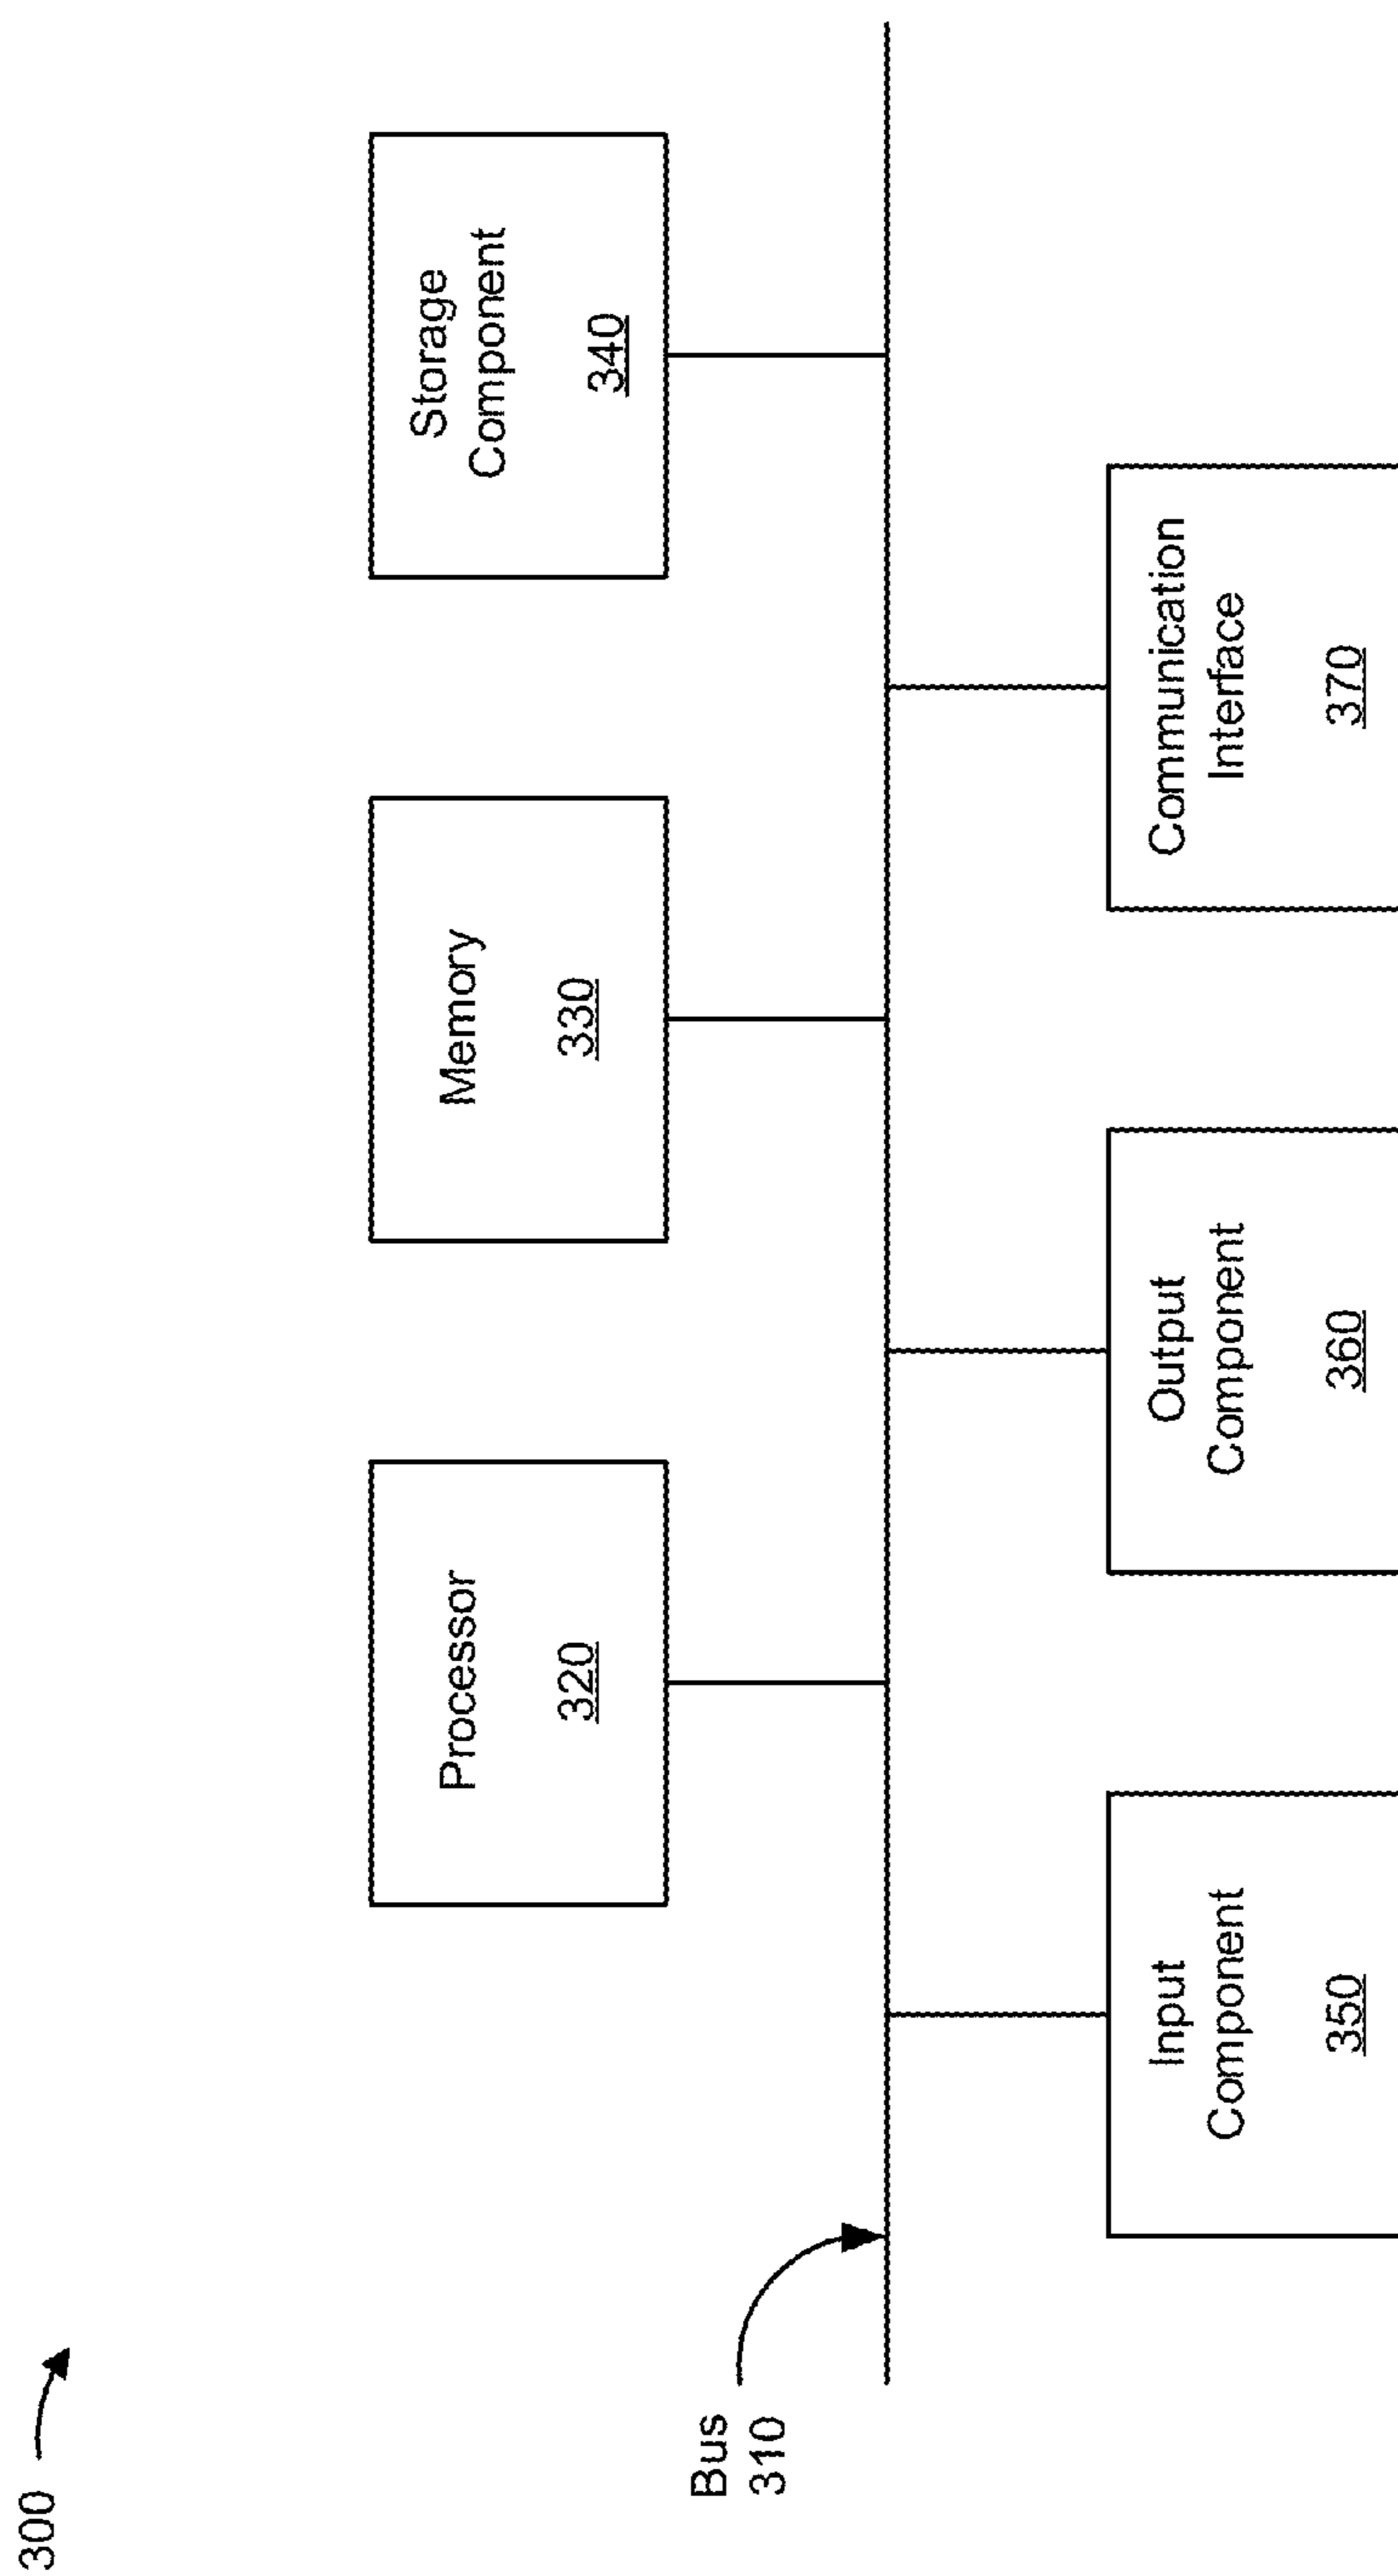 300
Processor
320
Memory
330
Storage
Component
340
Bus
310
Input
Component
350
Output
Component
360
Communication
Interface
370